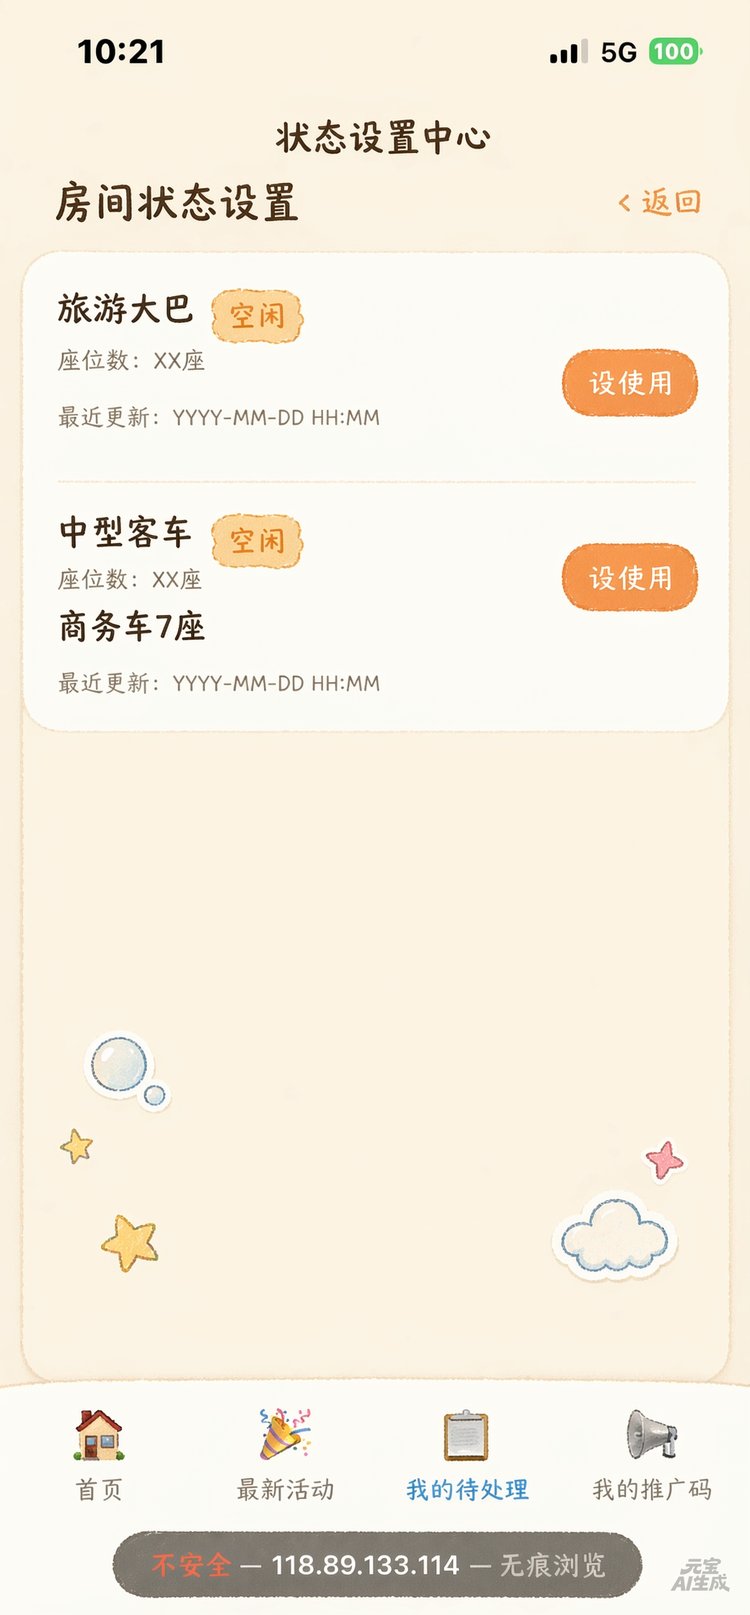 10:21
5G
100
状态设置中心
房间状态设置
< 返回
旅游大巴
空闲
座位数：XX座
设使用
最近更新：YYYY-MM-DD HH:MM
中型客车
空闲
座位数：XX座
设使用
商务车7座
最近更新：YYYY-MM-DD HH:MM
首页
最新活动
我的待处理
我的推广码
不安全 — 118.89.133.114 — 无痕浏览
元宝
AI生成